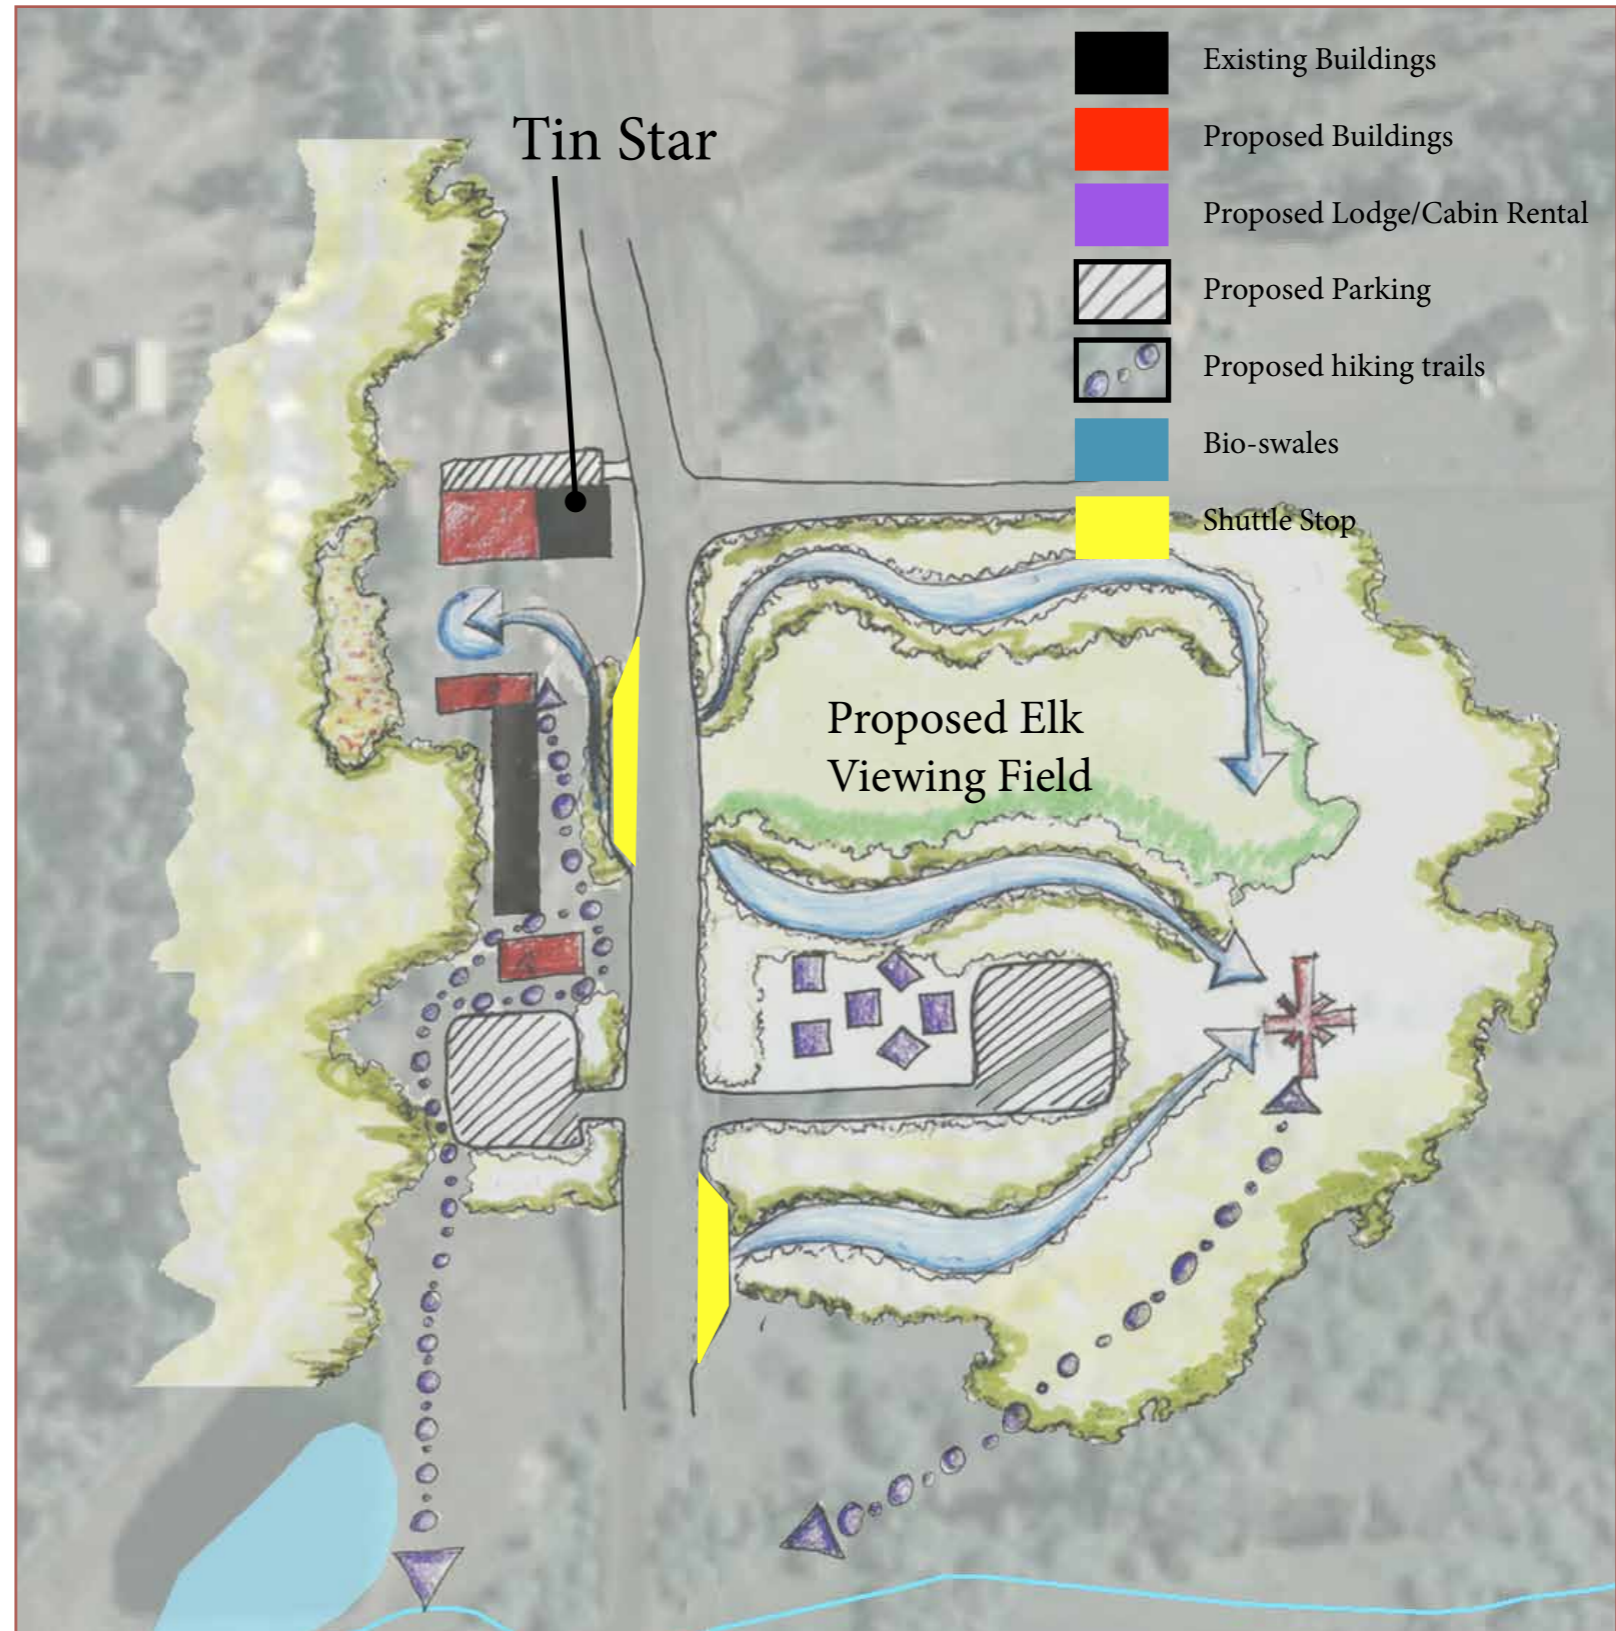 Existing Buildings
Tin Star
Proposed Buildings
Proposed Lodge/Cabin Rental
Proposed Parking
Proposed hiking trails
Bio-swales
Shuttle Stop
Proposed Elk
Viewing Field